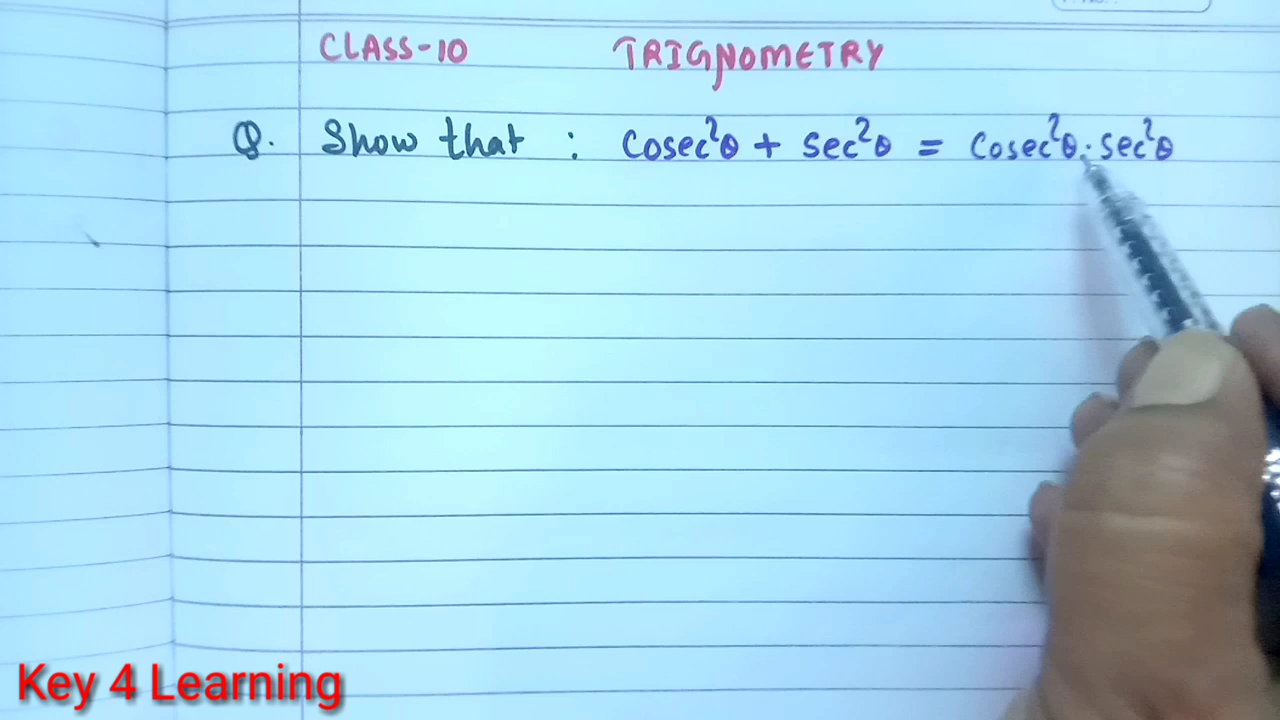 CLASS-10 TRIGNOMETRY
Q. Show that : cosec²θ + sec²θ = cosec²θ · sec²θ
Key 4 Learning